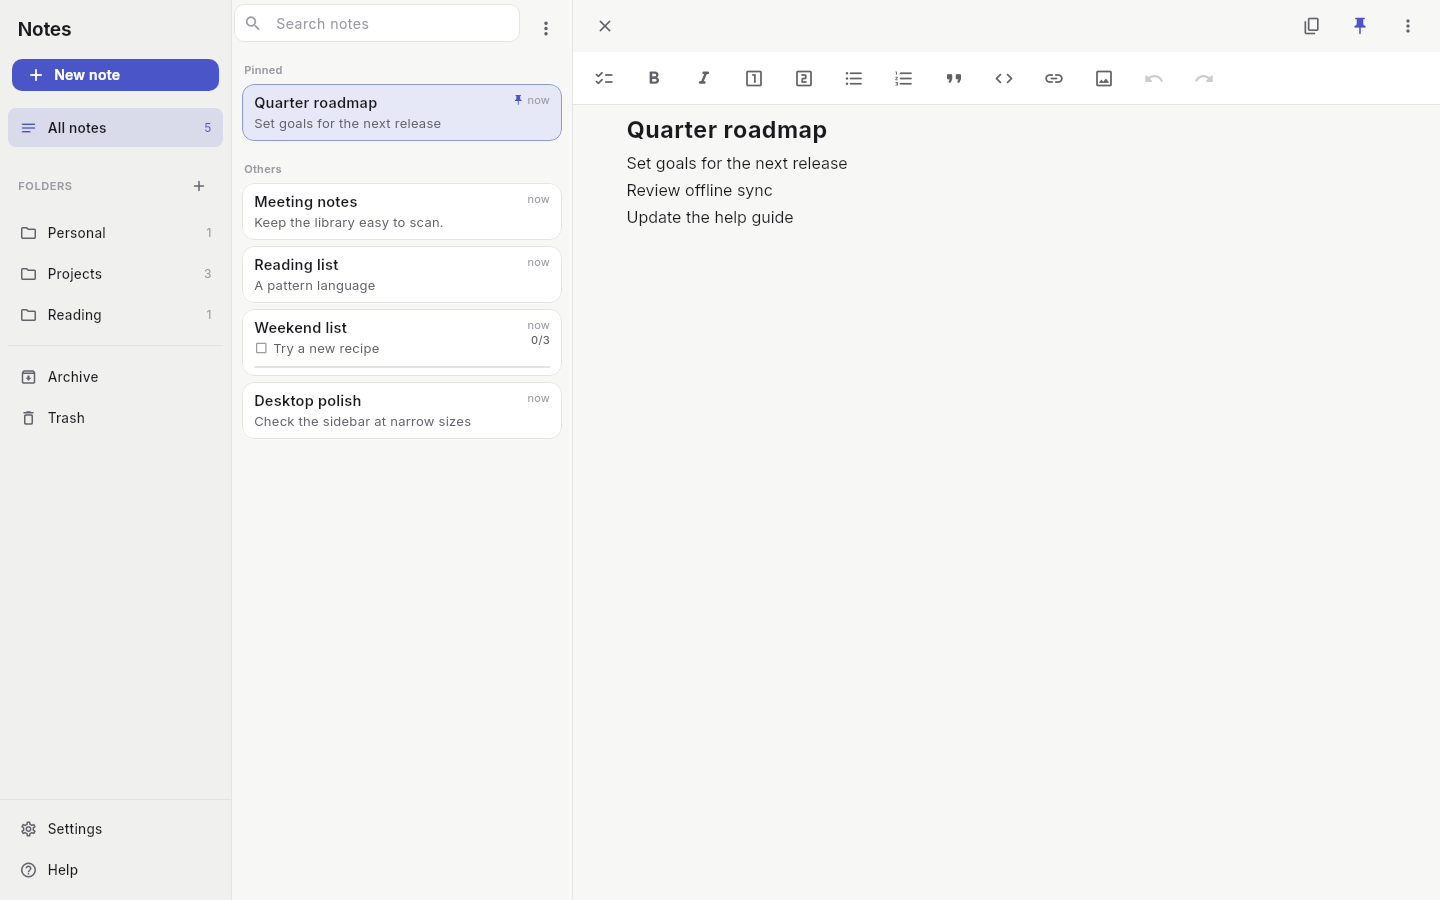 Notes
New note
All notes 5
FOLDERS
Personal 1
Projects 3
Reading 1
Archive
Trash
Settings
Help
Search notes
Pinned
Quarter roadmap now
Set goals for the next release
Others
Meeting notes now
Keep the library easy to scan.
Reading list now
A pattern language
Weekend list now
Try a new recipe 0/3
Desktop polish now
Check the sidebar at narrow sizes
Quarter roadmap
Set goals for the next release
Review offline sync
Update the help guide